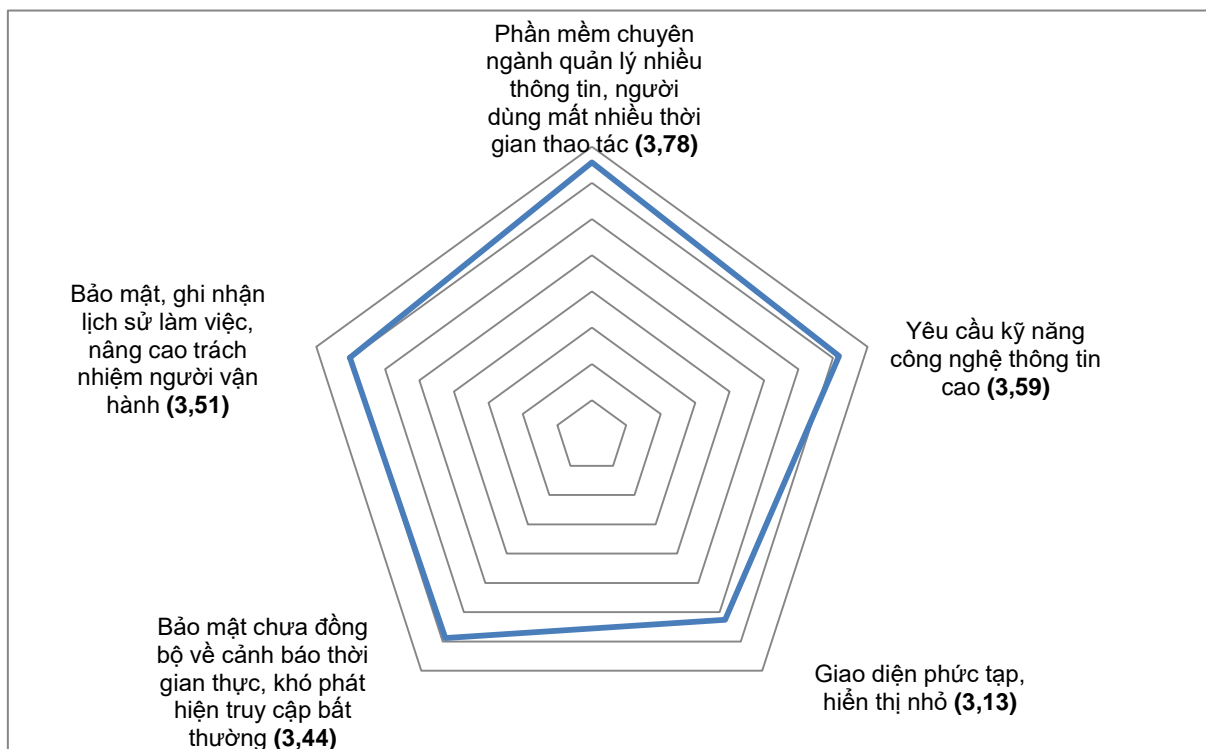 Phần mềm chuyên
ngành quản lý nhiều
thông tin, người
dùng mất nhiều thời
gian thao tác (3,78)
Bảo mật, ghi nhận
lịch sử làm việc,
nâng cao trách
nhiệm người vận
hành (3,51)
Yêu cầu kỹ năng
công nghệ thông tin
cao (3,59)
Bảo mật chưa đồng
bộ về cảnh báo thời
gian thực, khó phát
hiện truy cập bất
thường (3,44)
Giao diện phức tạp,
hiển thị nhỏ (3,13)